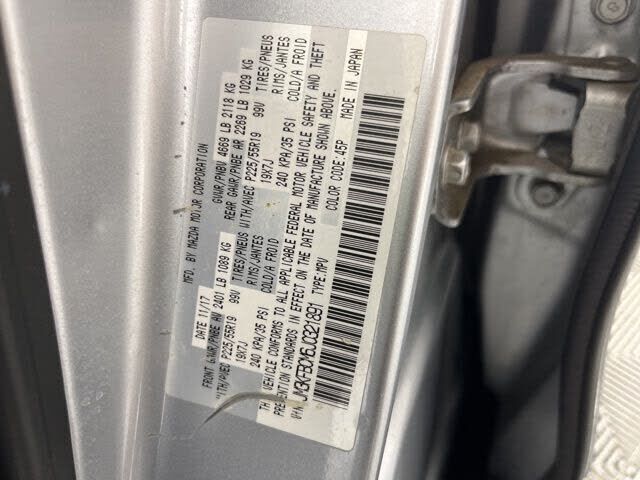 MFD. BY MAZDA MOTOR CORPORATION
DATE 11/17 GVWR/PNBV 4669 LB 2118 KG
FRONT GAWR/PNBE AV 2401 LB 1089 KG REAR GAWR/PNBE AR 2269 LB 1029 KG
WITH/AVEC P225/55R19 99V TIRES/PNEUS WITH/AVEC P225/55R19 99V TIRES/PNEUS
19X7J RIMS/JANTES 19X7J RIMS/JANTES
240 KPA/35 PSI COLD/A FROID 240 KPA/35 PSI COLD/A FROID
VEHICLE CONFORMS TO ALL APPLICABLE FEDERAL MOTOR VEHICLE SAFETY AND THEFT
PREVENTION STANDARDS IN EFFECT ON THE DATE OF MANUFACTURE SHOWN ABOVE.
TYPE:MPV COLOR CODE:45P MADE IN JAPAN